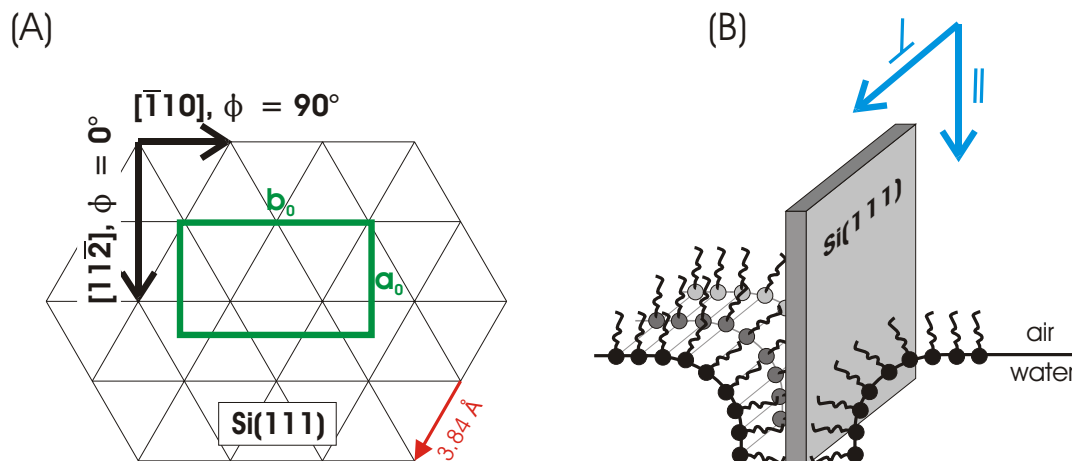 (A)
[1̅10], ϕ = 90°
[112̅], ϕ = 0°
b₀
a₀
Si(111)
3.84 Å
(B)
⊥
||
Si(111)
air
water